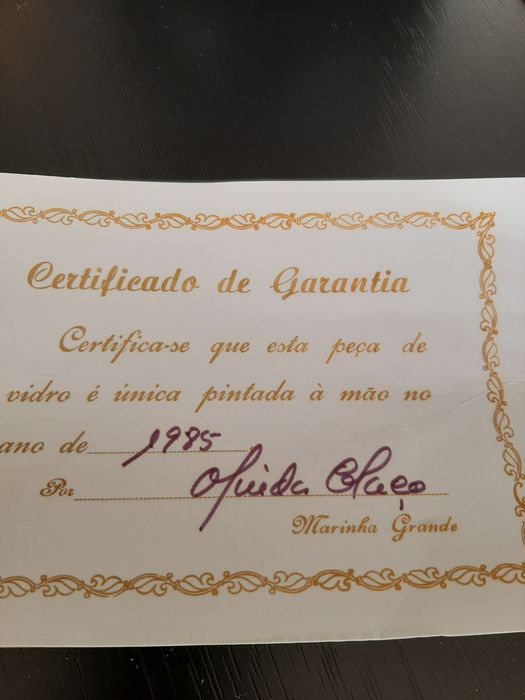 Certificado de Garantia
Certifica-se que esta peça de
vidro é única pintada à mão no
ano de 1985
Por Colaço
Marinha Grande